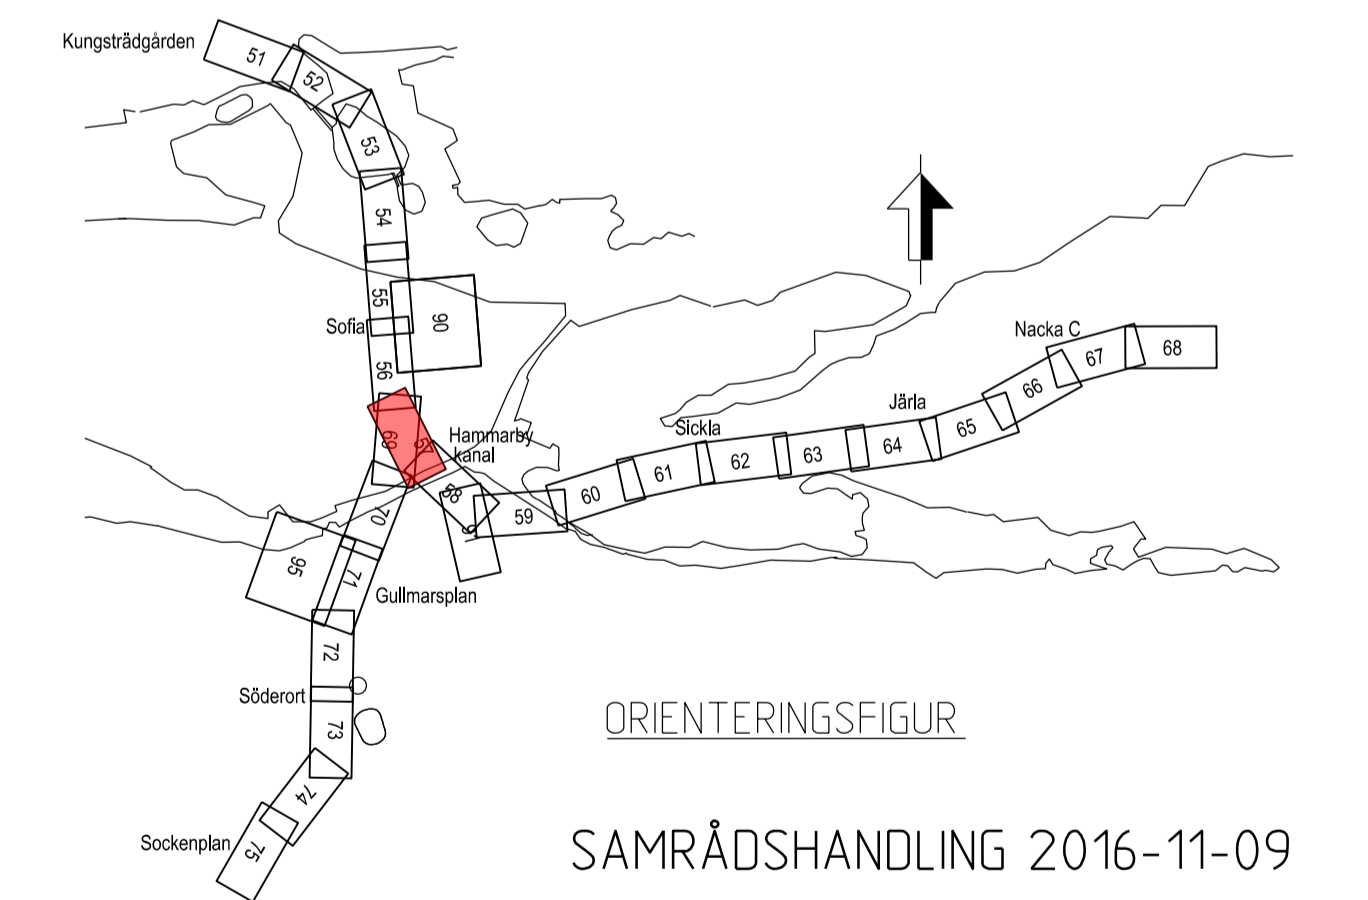 Kungsträdgården
51
52
53
54
55
Sofia
90
56
69
57
Hammarby
kanal
58
59
60
61
Sickla
62
63
Järla
64
65
66
Nacka C
67
68
70
95
71
Gullmarsplan
72
Söderort
73
74
Sockenplan
75
ORIENTERINGSFIGUR
SAMRÅDSHANDLING 2016-11-09